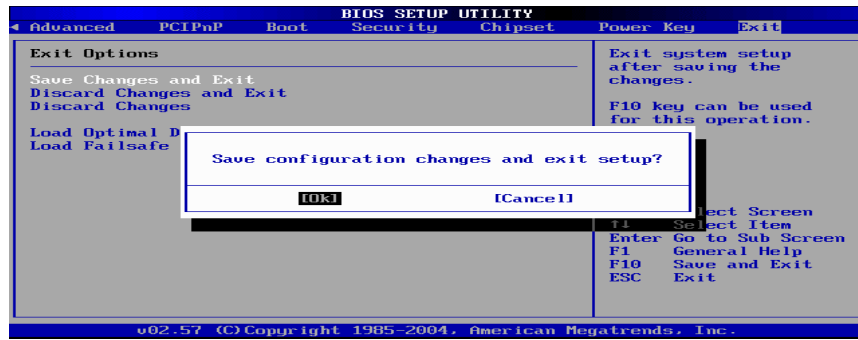 BIOS SETUP UTILITY
Advanced PCIPnP Boot Security Chipset Power Key Exit
Exit Options
Save Changes and Exit
Discard Changes and Exit
Discard Changes
Load Optimal D
Load Failsafe
Exit system setup
after saving the
changes.
F10 key can be used
for this operation.
Save configuration changes and exit setup?
[Ok] [Cancel]
lect Screen
↑↓ Select Item
Enter Go to Sub Screen
F1 General Help
F10 Save and Exit
ESC Exit
v02.57 (C)Copyright 1985-2004, American Megatrends, Inc.